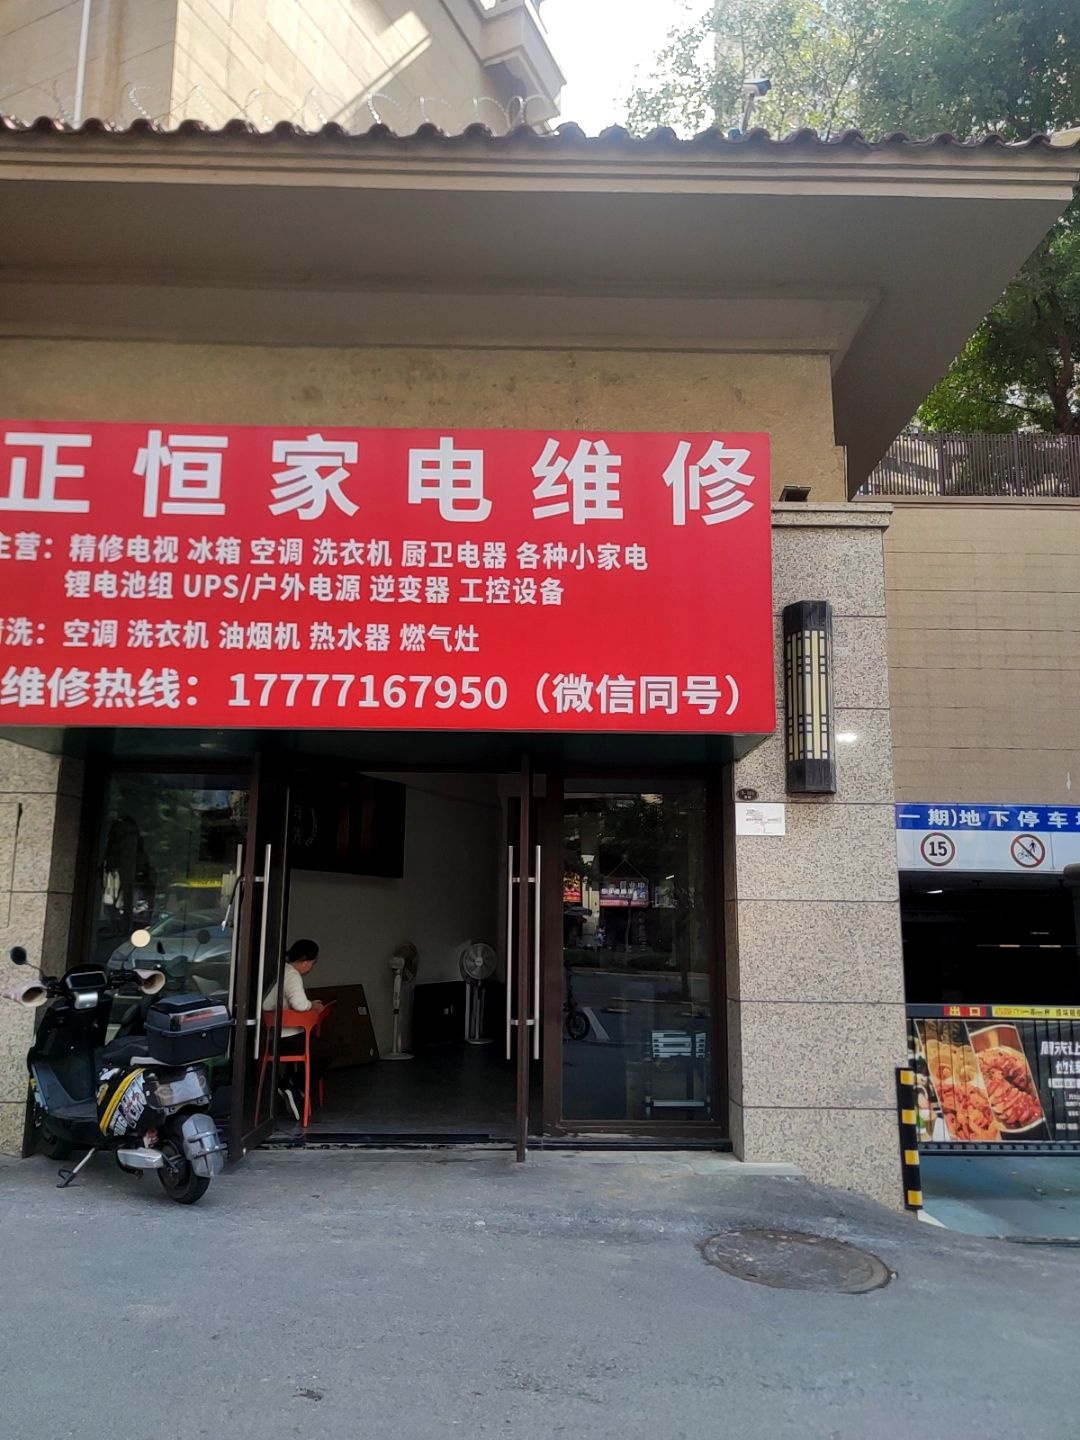 正恒家电维修
主营：精修电视 冰箱 空调 洗衣机 厨卫电器 各种小家电
锂电池组 UPS/户外电源 逆变器 工控设备
清洗：空调 洗衣机 油烟机 热水器 燃气灶
维修热线：17777167950（微信同号）
一期)地下停车
15
出口
周末让